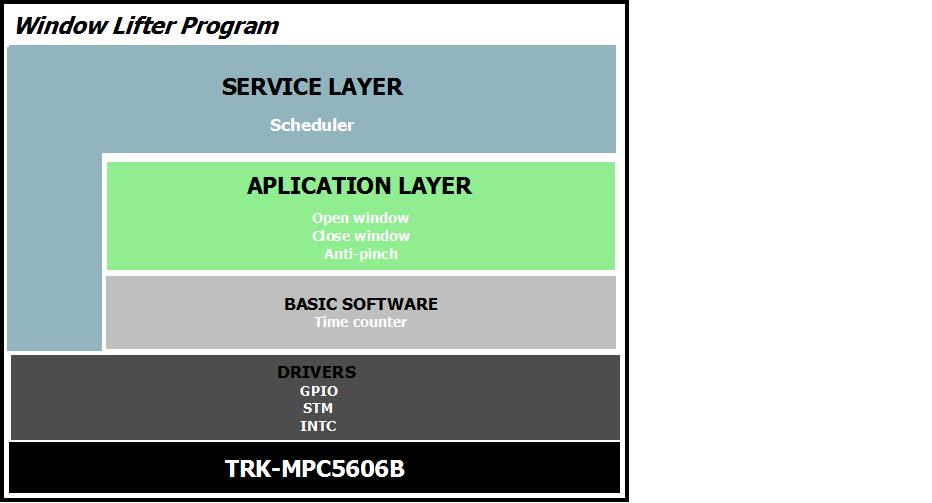 Window Lifter Program
SERVICE LAYER
Scheduler
APLICATION LAYER
Open window
Close window
Anti-pinch
BASIC SOFTWARE
Time counter
DRIVERS
GPIO
STM
INTC
TRK-MPC5606B